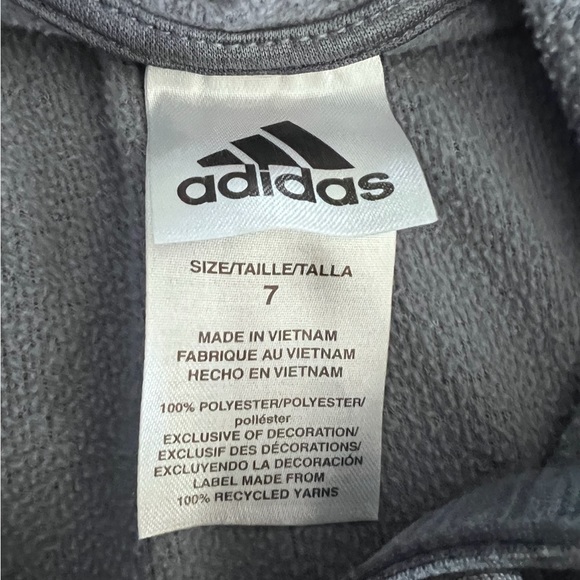 adidas
SIZE/TAILLE/TALLA
7
MADE IN VIETNAM
FABRIQUE AU VIETNAM
HECHO EN VIETNAM
100% POLYESTER/POLYESTER/
poliéster
EXCLUSIVE OF DECORATION/
EXCLUSIF DES DÉCORATIONS/
EXCLUYENDO LA DECORACIÓN
LABEL MADE FROM
100% RECYCLED YARNS